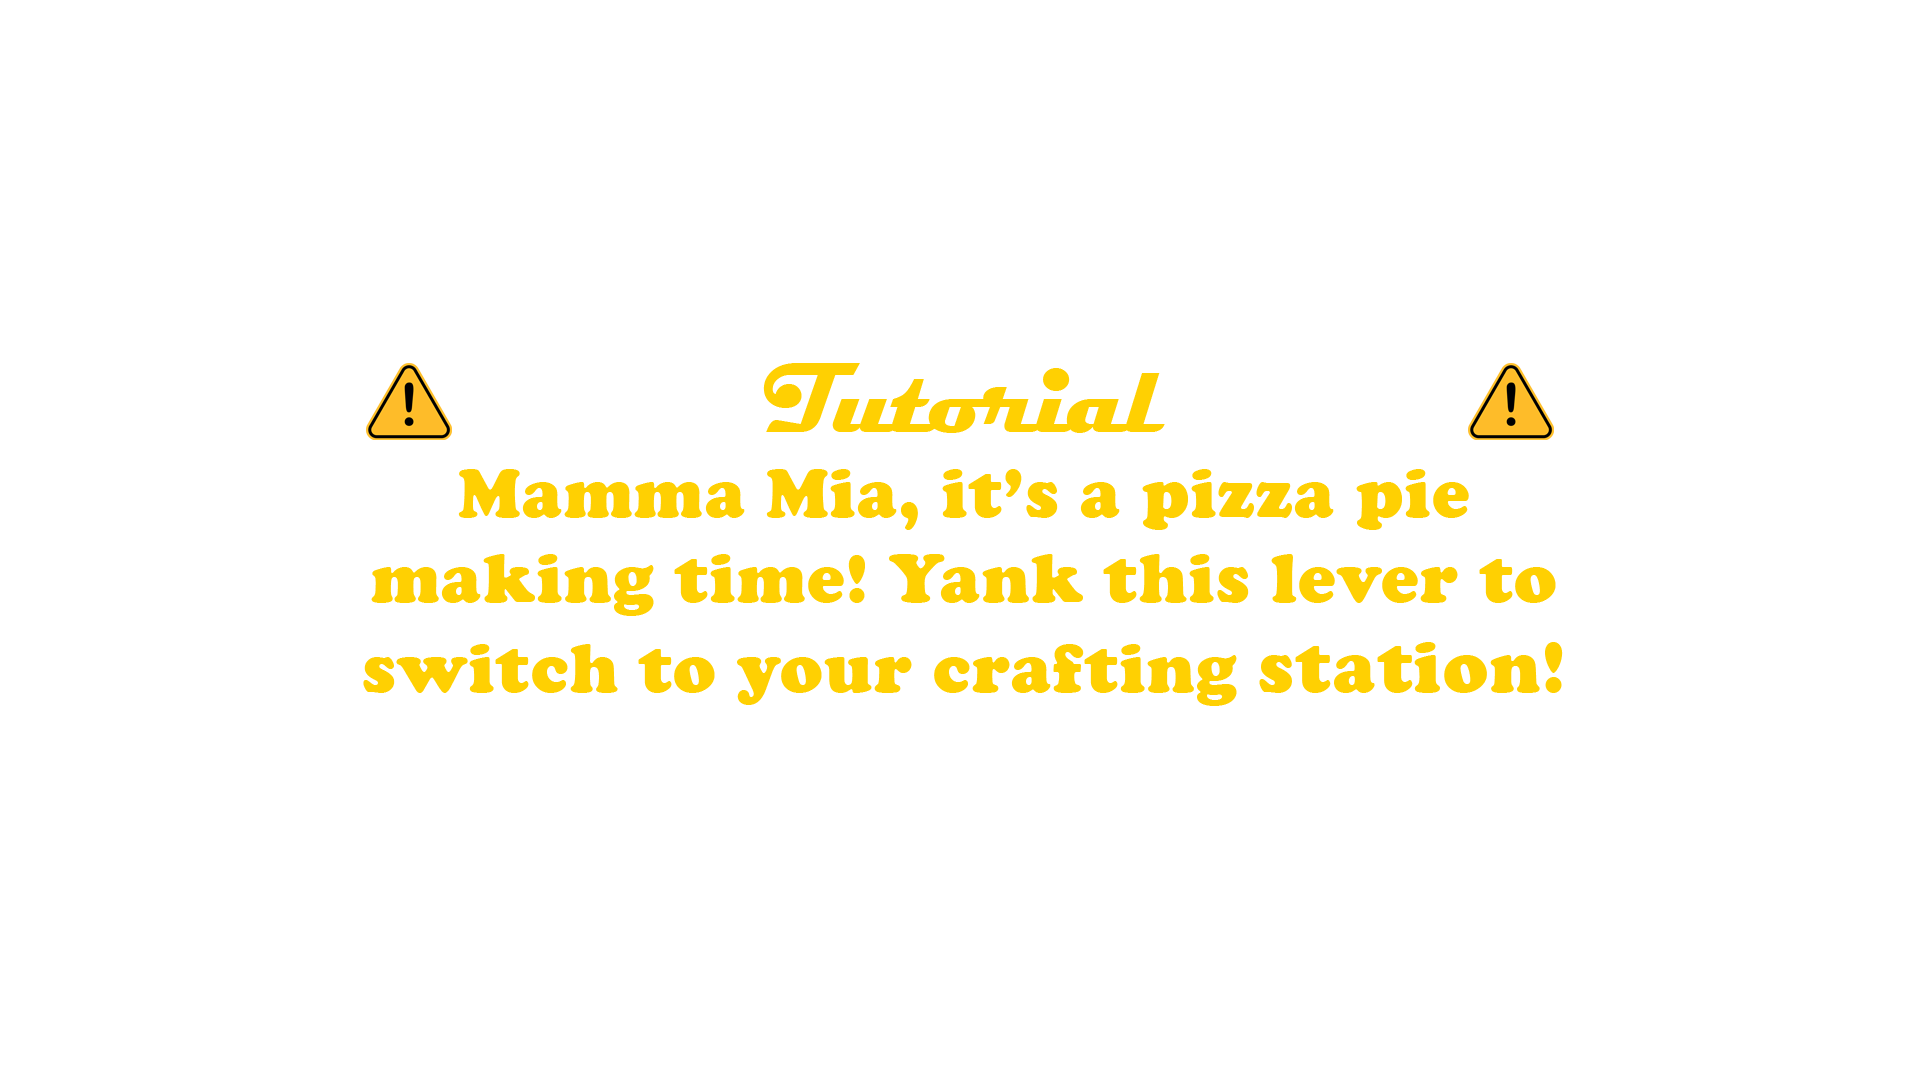 Tutorial
Mamma Mia, it’s a pizza pie
making time! Yank this lever to
switch to your crafting station!